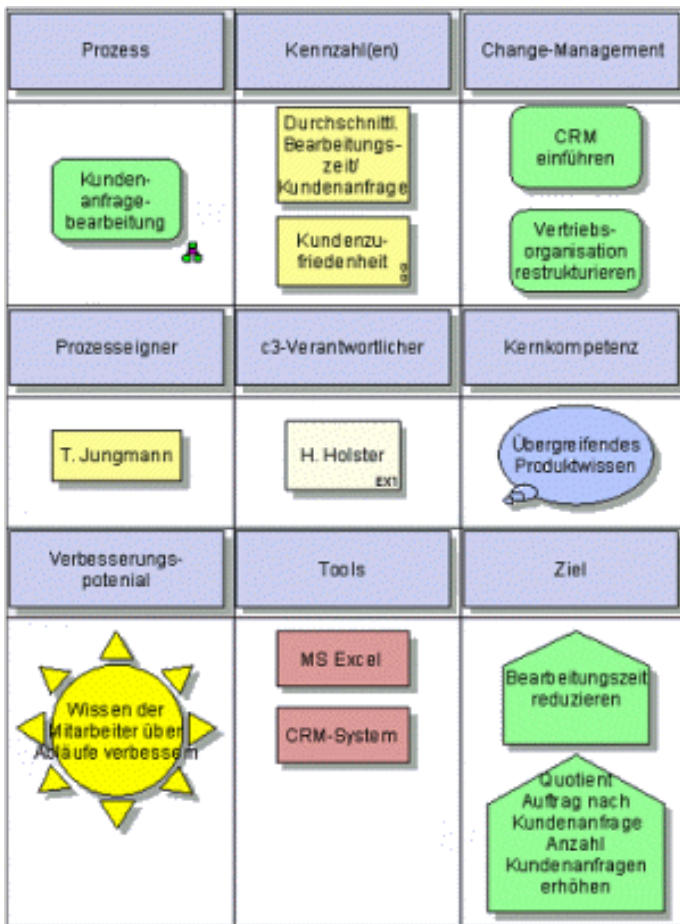 Prozess
Kennzahl(en)
Change-Management
Kunden-
anfrage-
bearbeitung
Durchschnittl.
Bearbeitungs-
zeit/
Kundenanfrage
Kundenzu-
friedenheit
CRM
einführen
Vertriebs-
organisation
restrukturieren
Prozesseigner
c3-Verantwortlicher
Kernkompetenz
T. Jungmann
H. Holster
EXT
Übergreifendes
Produktwissen
Verbesserungs-
potenial
Tools
Ziel
Wissen der
Mitarbeiter über
Abläufe verbessern
MS Excel
CRM-System
Bearbeitungszeit
reduzieren
Quotient
Auftrag nach
Kundenanfrage
Anzahl
Kundenanfragen
erhöhen